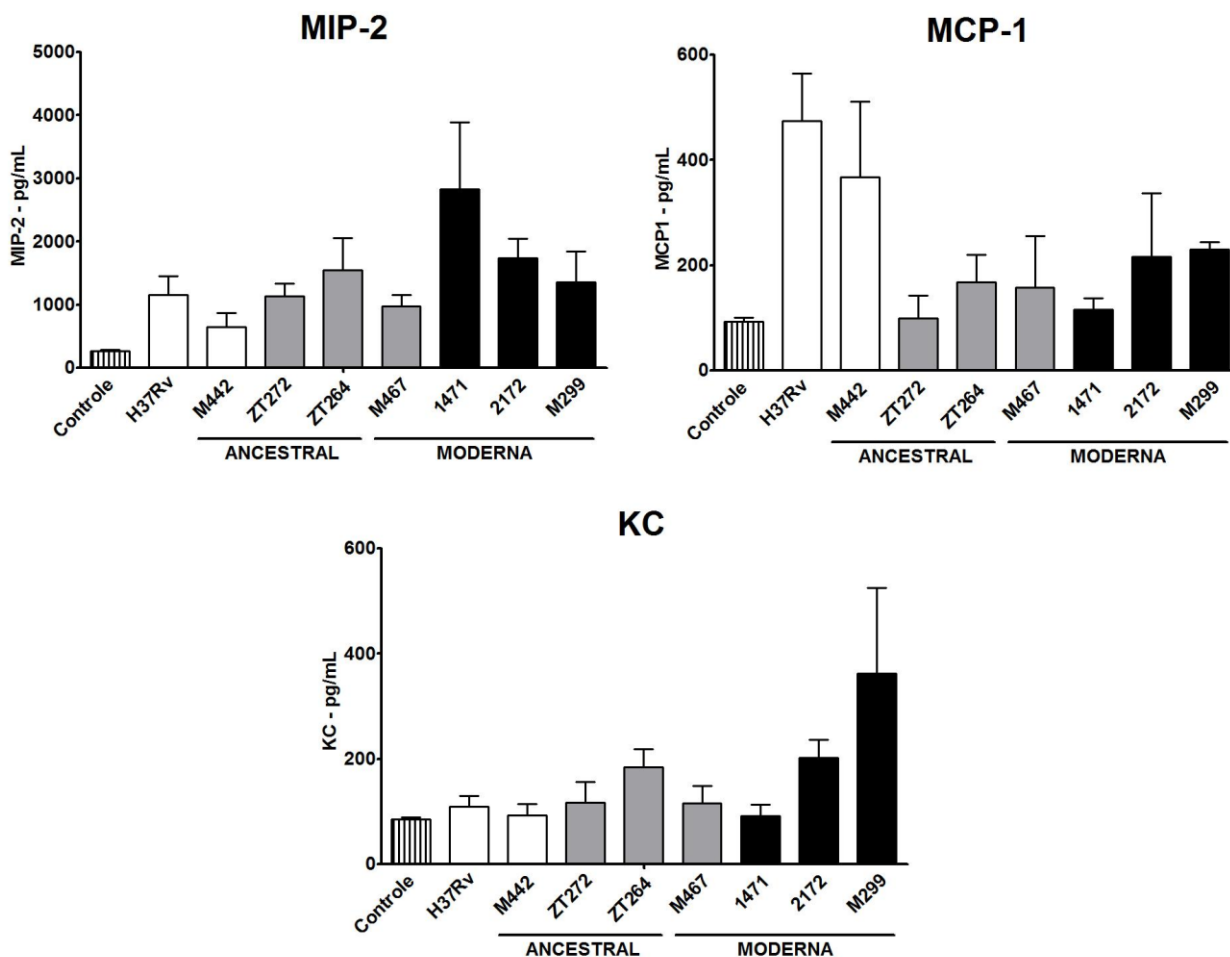 MIP-2
MIP-2 - pg/mL
5000
4000
3000
2000
1000
0
Controle
H37Rv
M442
ZT272
ZT264
M467
1471
2172
M299
ANCESTRAL
MODERNA
MCP-1
MCP1 - pg/mL
600
400
200
0
Controle
H37Rv
M442
ZT272
ZT264
M467
1471
2172
M299
ANCESTRAL
MODERNA
KC
KC - pg/mL
600
400
200
0
Controle
H37Rv
M442
ZT272
ZT264
M467
1471
2172
M299
ANCESTRAL
MODERNA